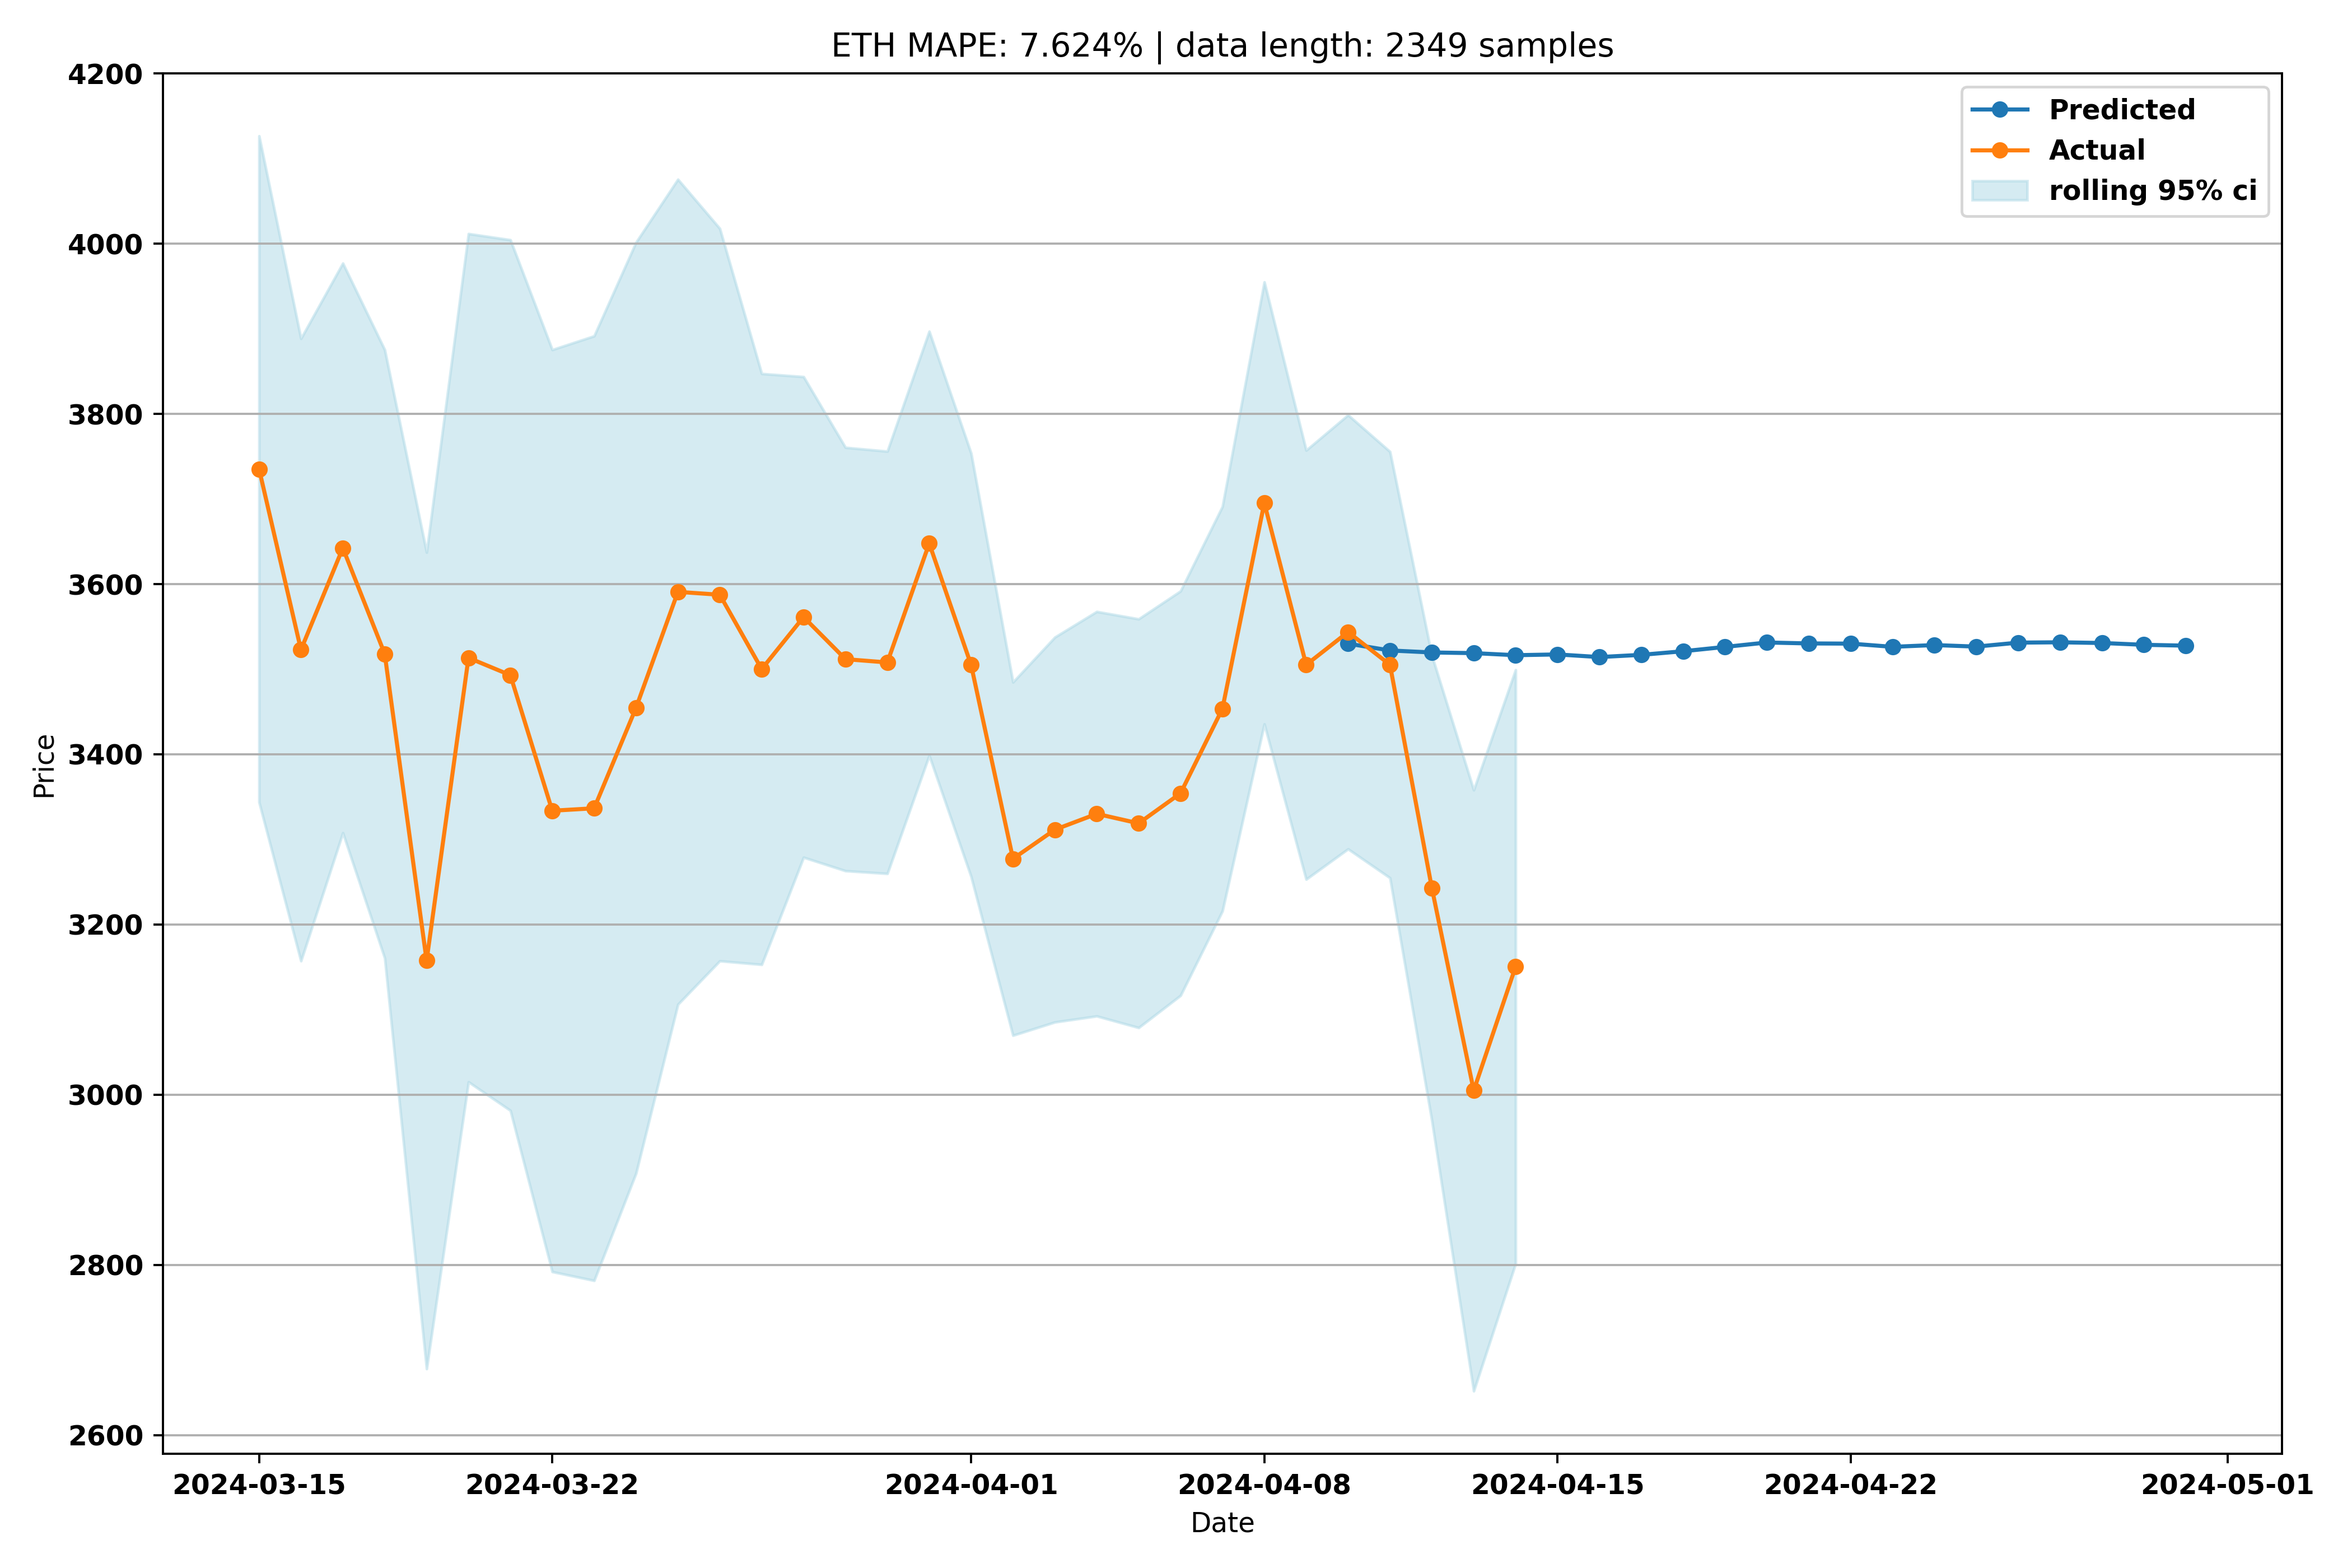 ETH MAPE: 7.624% | data length: 2349 samples
4200
4000
3800
3600
3400
3200
3000
2800
2600
Price
Predicted
Actual
rolling 95% ci
2024-03-15 2024-03-22 2024-04-01 2024-04-08 2024-04-15 2024-04-22 2024-05-01
Date